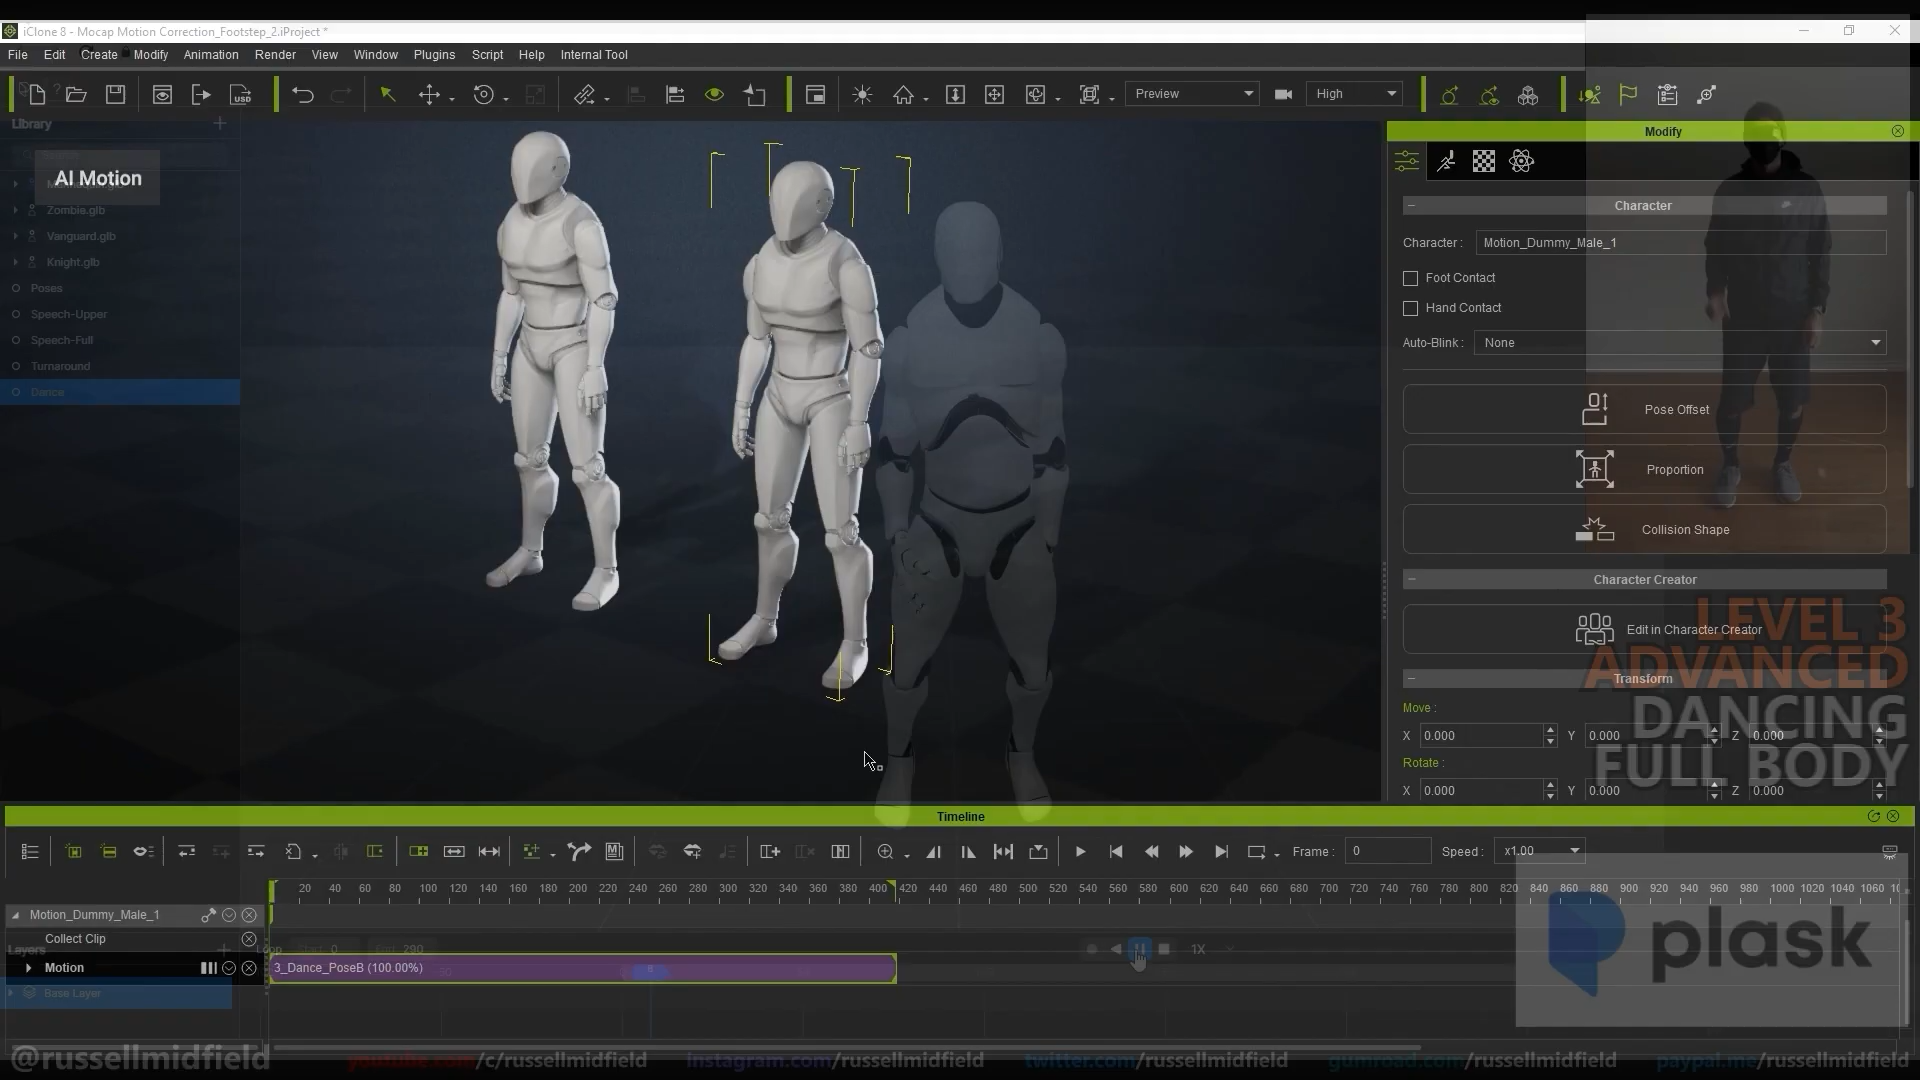 iClone 8 - Mocap Motion Correction_Footstep_2.iProject *
File Edit Create Modify Animation Render View Window Plugins Script Help Internal Tool
USD
Preview
High
Library
AI Motion
Zombie.glb
Vanguard.glb
Knight.glb
Poses
Speech-Upper
Speech-Full
Turnaround
Dance
Modify
Character
Character : Motion_Dummy_Male_1
Foot Contact
Hand Contact
Auto-Blink : None
Pose Offset
Proportion
Collision Shape
Character Creator
Edit in Character Creator
LEVEL 3
ADVANCED
DANCING
FULL BODY
Transform
Move :
X 0.000 Y 0.000 Z 0.000
Rotate :
X 0.000 Y 0.000 Z 0.000
Timeline
Frame : 0 Speed : x1.00
20 40 60 80 100 120 140 160 180 200 220 240 260 280 300 320 340 360 380 400 420 440 460 480 500 520 540 560 580 600 620 640 660 680 700 720 740 760 780 800 820 840 860 880 900 920 940 960 980 1000 1020 1040 1060
Motion_Dummy_Male_1
Collect Clip
Layers
Start 0 End 290
1X
Motion
3_Dance_PoseB (100.00%)
Base Layer
plask
@russellmidfield youtube.com/c/russellmidfield instagram.com/russellmidfield twitter.com/russellmidfield gumroad.com/russellmidfield paypal.me/russellmidfield